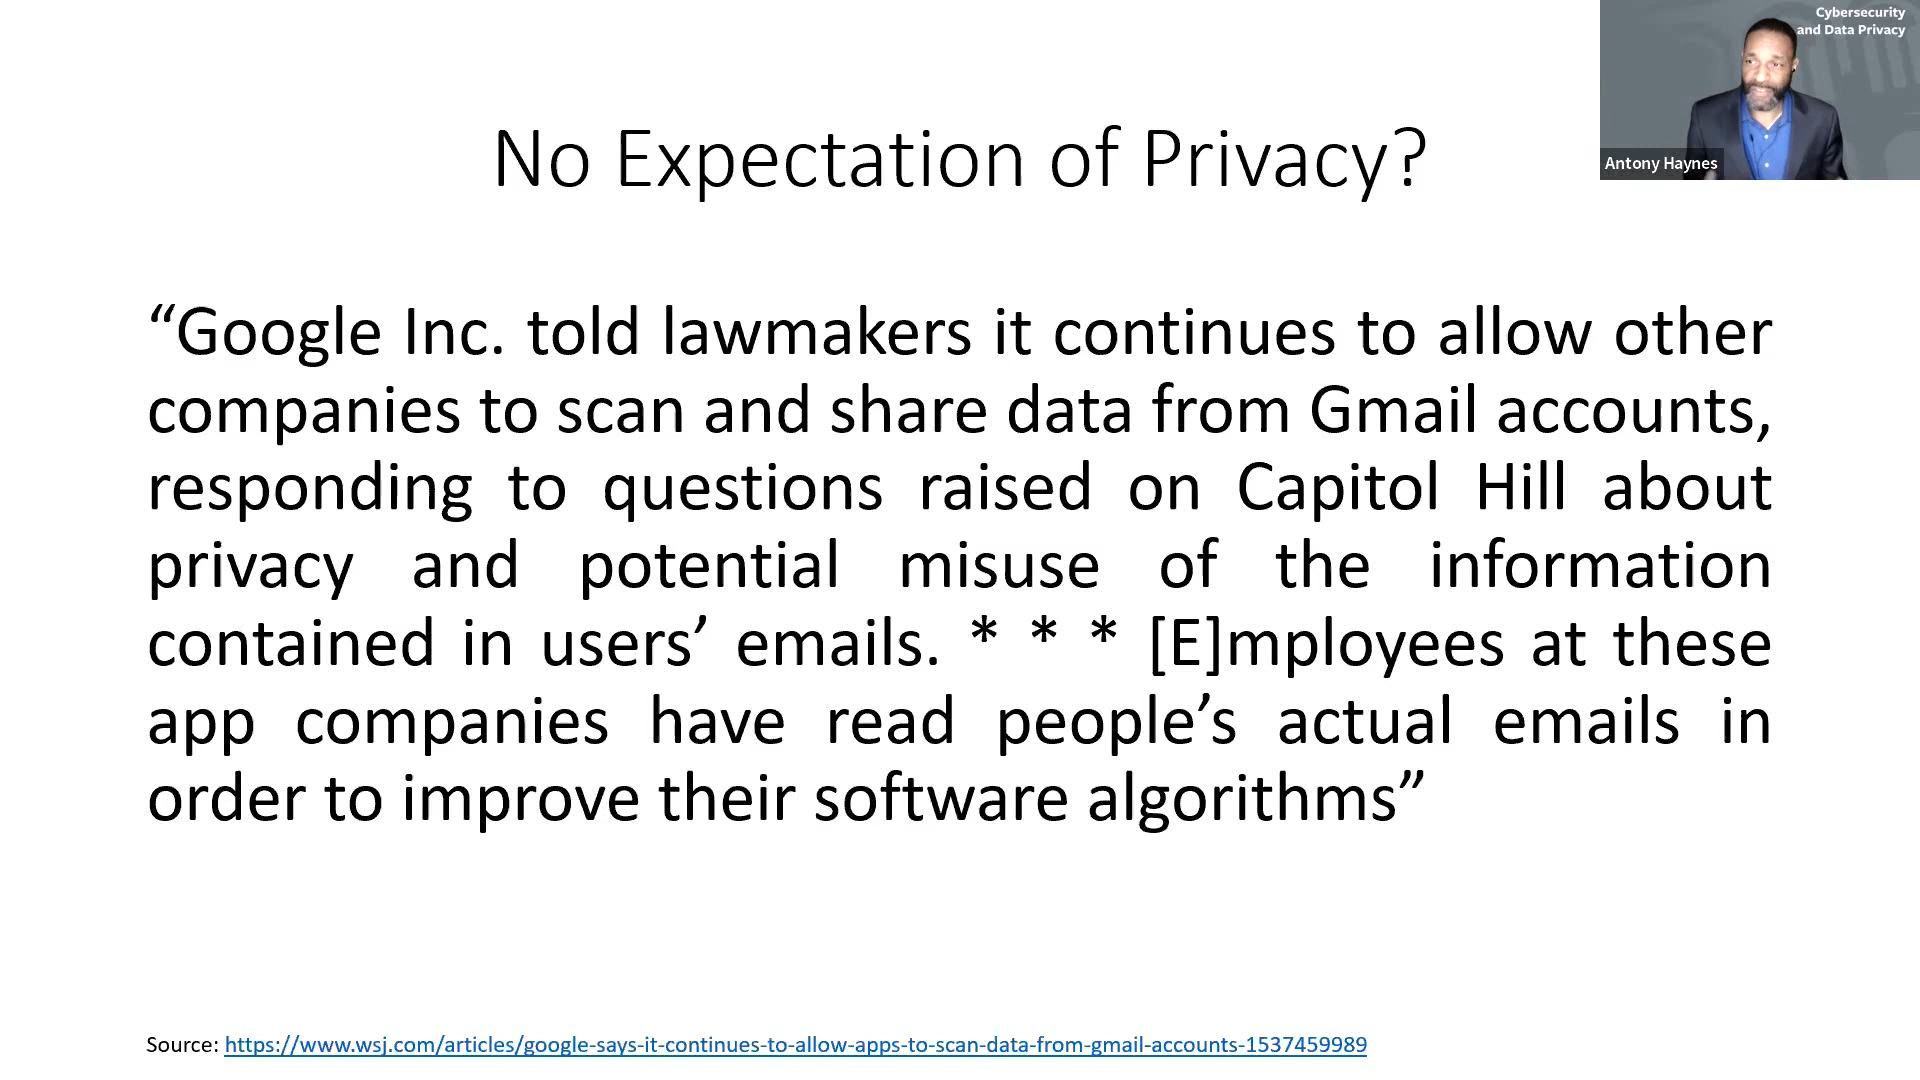 Cybersecurity
and Data Privacy
Antony Haynes
No Expectation of Privacy?
“Google Inc. told lawmakers it continues to allow other
companies to scan and share data from Gmail accounts,
responding to questions raised on Capitol Hill about
privacy and potential misuse of the information
contained in users’ emails. * * * [E]mployees at these
app companies have read people’s actual emails in
order to improve their software algorithms”
Source: https://www.wsj.com/articles/google-says-it-continues-to-allow-apps-to-scan-data-from-gmail-accounts-1537459989